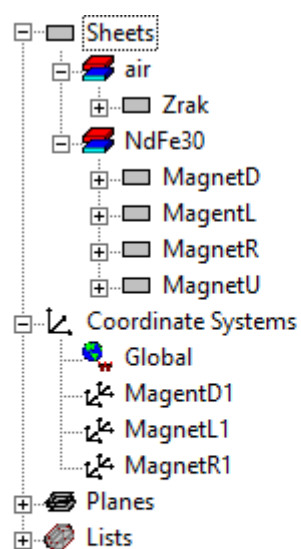 Sheets
air
Zrak
NdFe30
MagnetD
MagentL
MagnetR
MagnetU
Coordinate Systems
Global
MagentD1
MagnetL1
MagnetR1
Planes
Lists